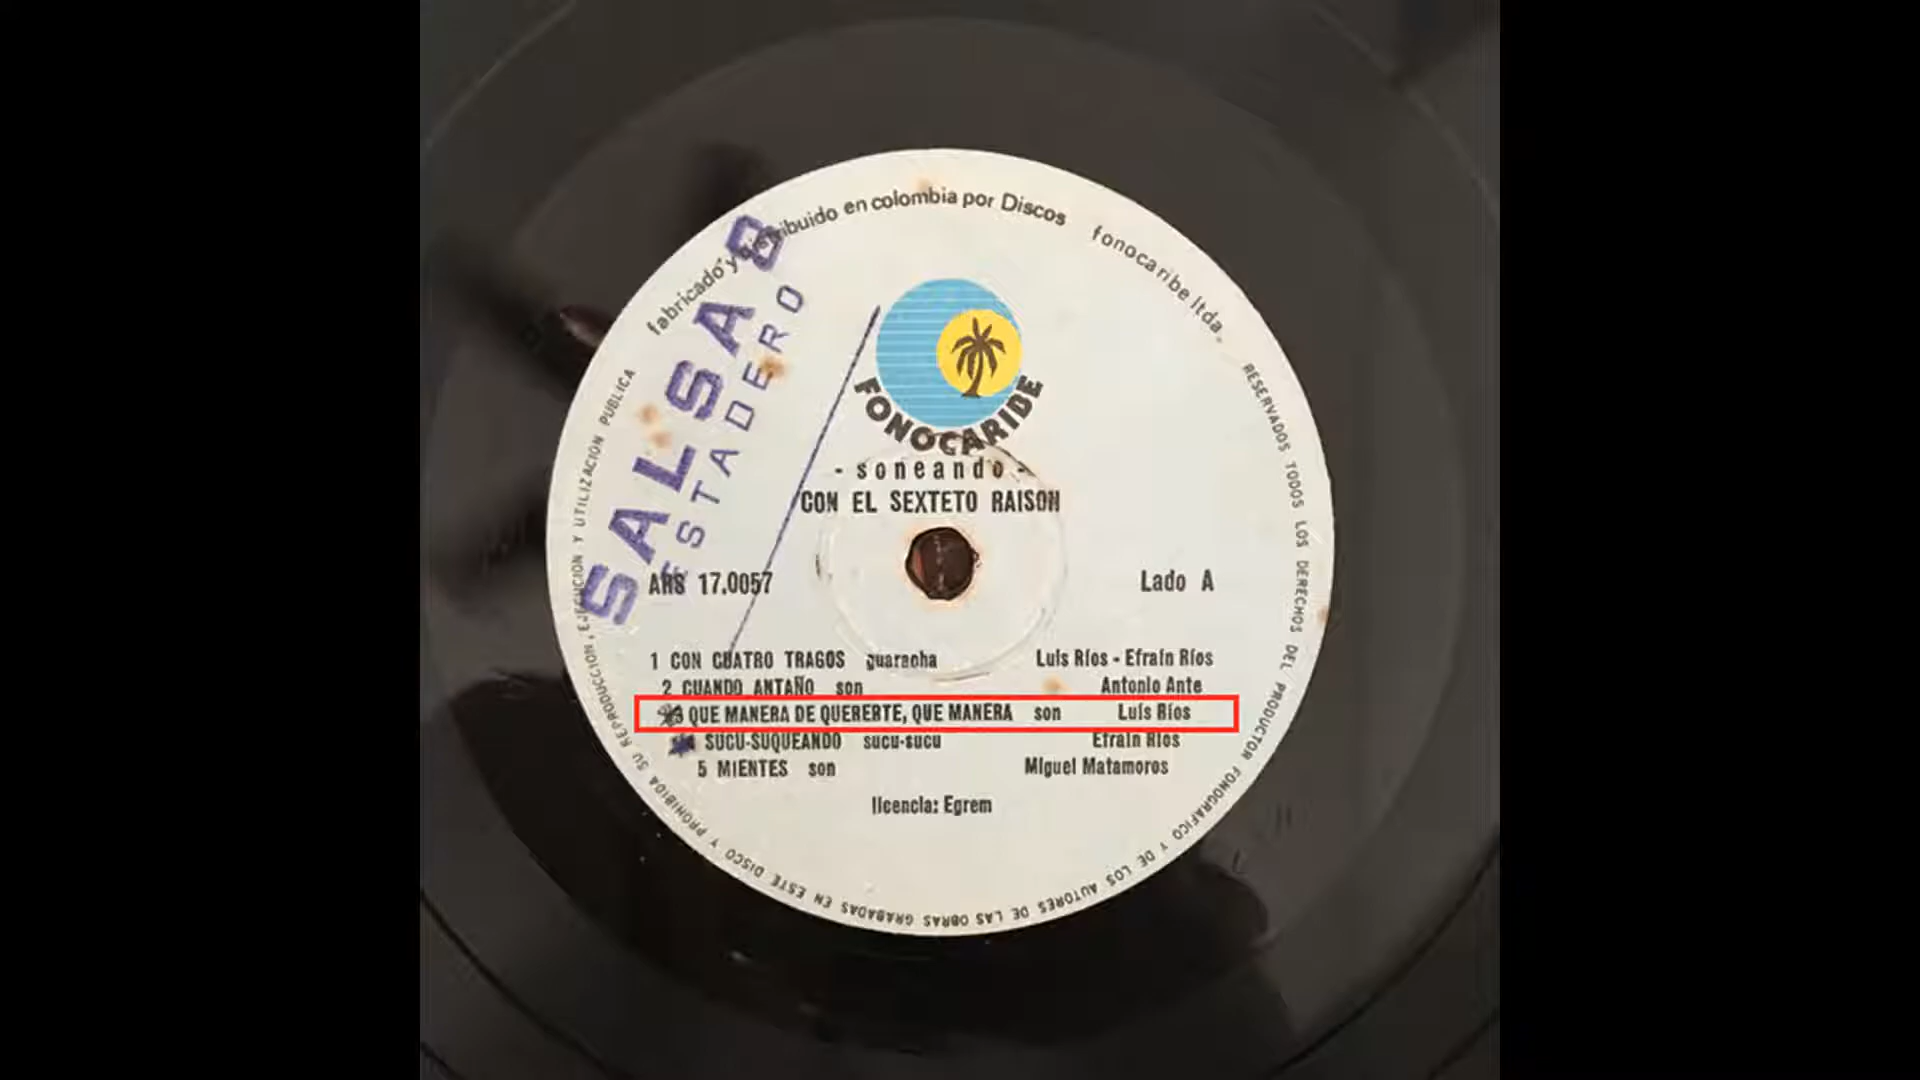 fabricado y distribuido en colombia por Discos fonocaribe ltda.
SALSA 8
ESTADERO
FONOCARIBE
- soneando -
CON EL SEXTETO RAISON
ARS 17.0057 Lado A
1 CON CUATRO TRAGOS guaracha Luis Ríos - Efraín Ríos
2 CUANDO ANTAÑO son Antonio Ante
3 QUE MANERA DE QUERERTE, QUE MANERA son Luis Ríos
SUCU-SUQUEANDO sucu-sucu Efraín Ríos
5 MIENTES son Miguel Matamoros
licencia: Egrem
RESERVADOS TODOS LOS DERECHOS DEL PRODUCTOR FONOGRAFICO Y DE LOS AUTORES DE LAS OBRAS GRABADAS EN ESTE DISCO Y PROHIBIDA SU REPRODUCCION, EJECUCION Y UTILIZACION PUBLICA